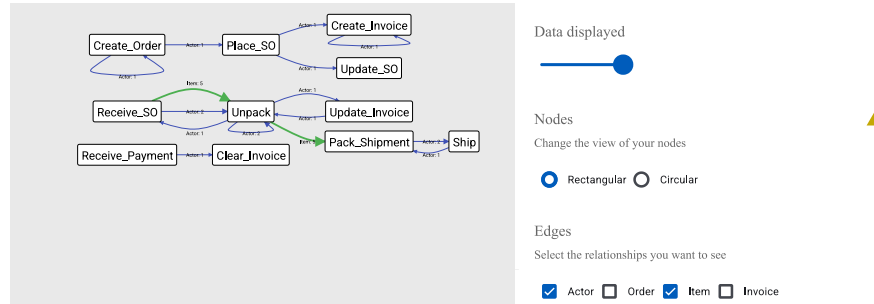 Create_Invoice
Actor: 1
Create_Order
Actor: 1
Place_SO
Actor: 1
Actor: 1
Actor: 1
Update_SO
Item: 5
Actor: 1
Receive_SO
Actor: 2
Unpack
Actor: 1
Update_Invoice
Actor: 1
Actor: 2
Item: 5
Pack_Shipment
Actor: 2
Ship
Actor: 1
Receive_Payment
Actor: 1
Clear_Invoice
Data displayed
Nodes
Change the view of your nodes
Rectangular Circular
Edges
Select the relationships you want to see
Actor Order Item Invoice